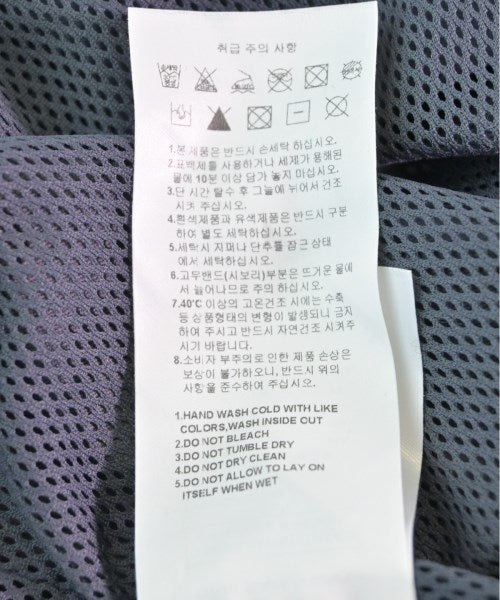 취급 주의 사항
1.본 제품은 반드시 손세탁 하십시오.
2.표백제를 사용하거나 세제가 용해된
물에 10분 이상 담가 놓지 마십시오.
3.단 시간 탈수 후 그늘에 뉘어서 건조
시켜 주십시오.
4.흰색제품과 유색제품은 반드시 구분
하여 별도 세탁하십시오.
5.세탁시 지퍼나 단추를 잠근 상태
에서 세탁하십시오.
6.고무밴드(시보리)부분은 뜨거운 물에
서 늘어나므로 주의 하십시오.
7.40℃ 이상의 고온건조 시에는 수축
등 상품형태의 변형이 발생되니 금지
하여 주시고 반드시 자연건조 시켜주
시기 바랍니다.
8.소비자 부주의로 인한 제품 손상은
보상이 불가하오니, 반드시 위의
사항을 준수하여 주십시오.
1.HAND WASH COLD WITH LIKE
COLORS,WASH INSIDE OUT
2.DO NOT BLEACH
3.DO NOT TUMBLE DRY
4.DO NOT DRY CLEAN
5.DO NOT ALLOW TO LAY ON
ITSELF WHEN WET